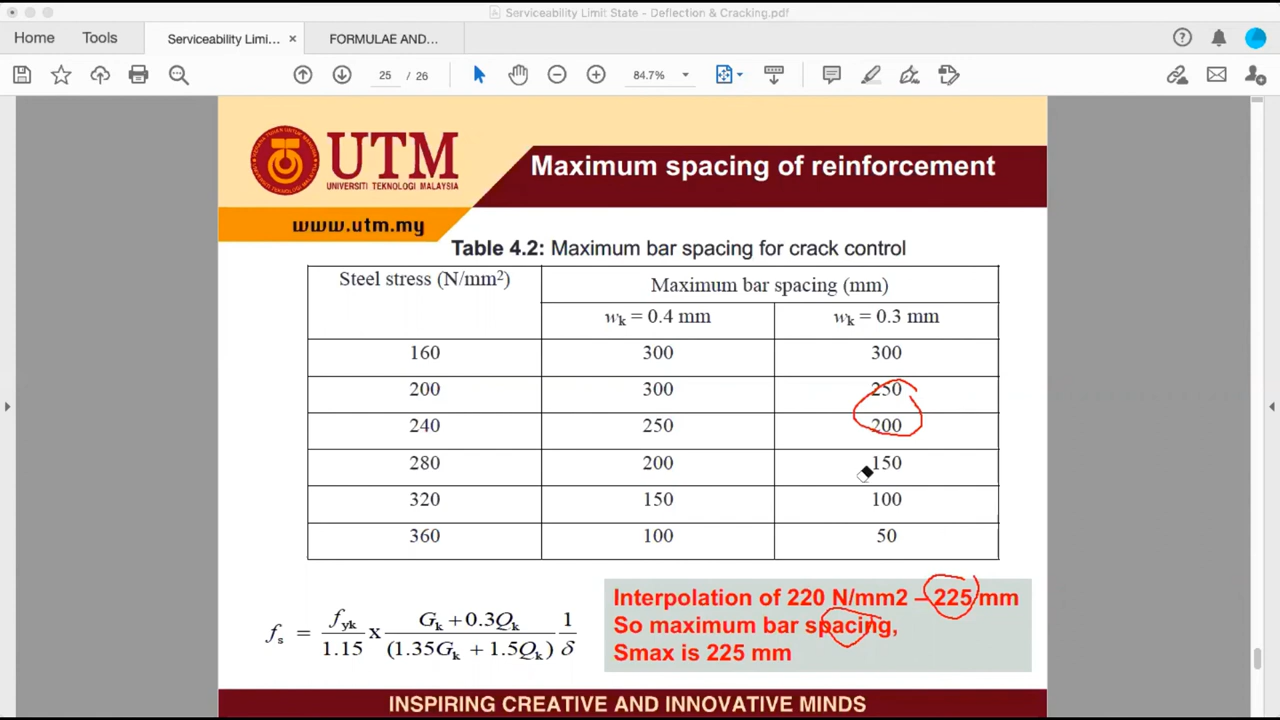 Serviceability Limit State - Deflection & Cracking.pdf
Home Tools Serviceability Limi... × FORMULAE AND...
25 / 26 84.7%
UTM
UNIVERSITI TEKNOLOGI MALAYSIA
www.utm.my
Maximum spacing of reinforcement
Table 4.2: Maximum bar spacing for crack control
Steel stress (N/mm²) Maximum bar spacing (mm)
wk = 0.4 mm wk = 0.3 mm
160 300 300
200 300 250
240 250 200
280 200 150
320 150 100
360 100 50
fs = fyk/1.15 x (Gk + 0.3Qk)/(1.35Gk + 1.5Qk) 1/δ
Interpolation of 220 N/mm2 – 225 mm
So maximum bar spacing,
Smax is 225 mm
INSPIRING CREATIVE AND INNOVATIVE MINDS